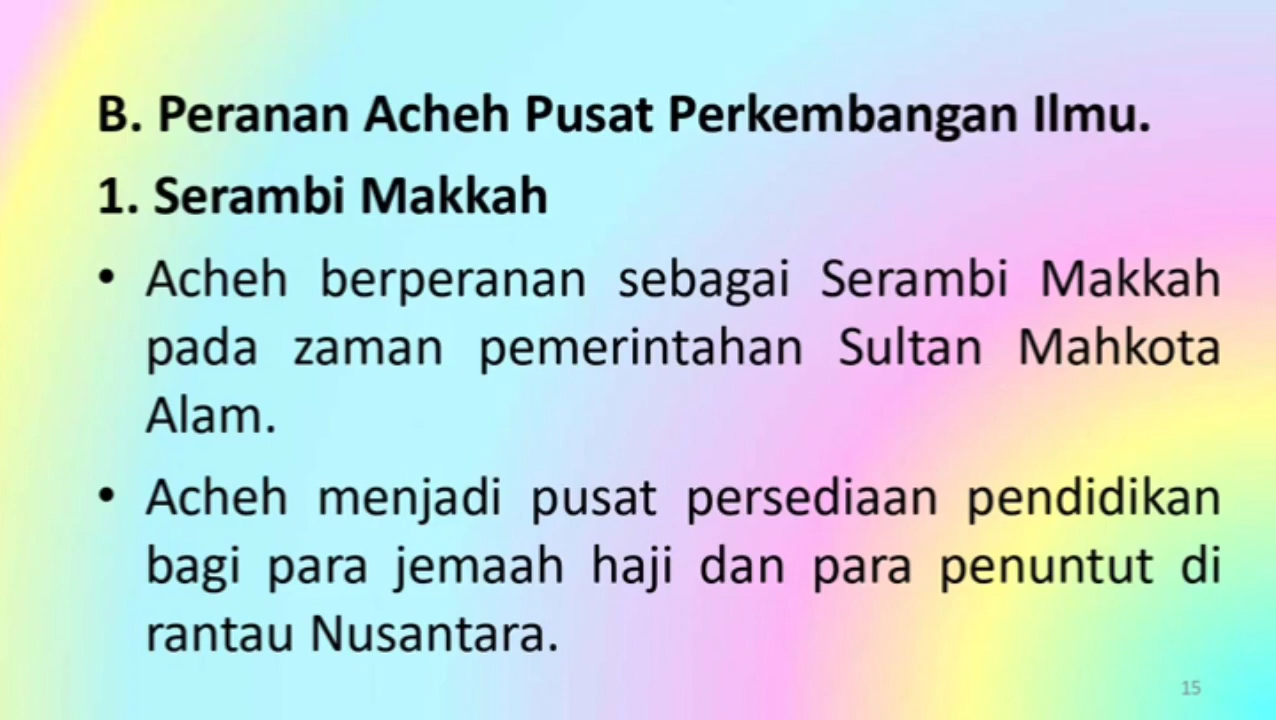 B. Peranan Acheh Pusat Perkembangan Ilmu.
1. Serambi Makkah
• Acheh berperanan sebagai Serambi Makkah
pada zaman pemerintahan Sultan Mahkota
Alam.
• Acheh menjadi pusat persediaan pendidikan
bagi para jemaah haji dan para penuntut di
rantau Nusantara.
15